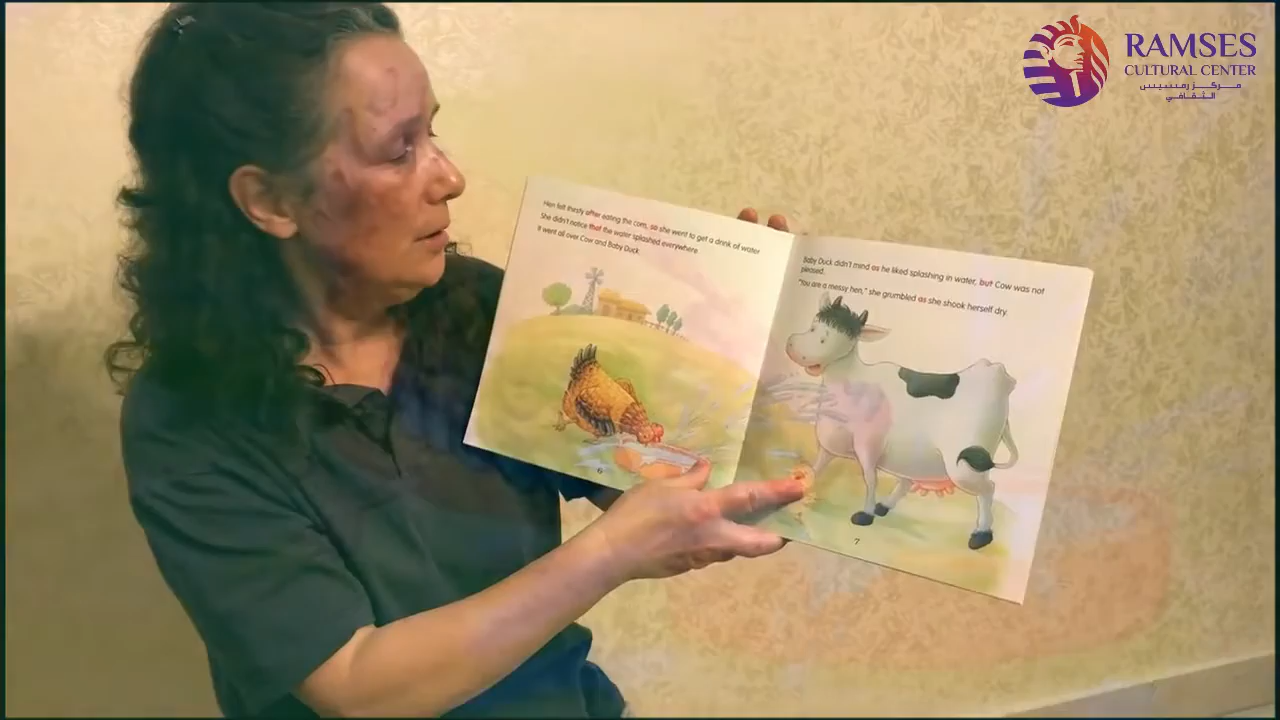 RAMSES
CULTURAL CENTER
مركز رمسيس
الثقافي
Hen felt thirsty after eating the corn, so she went to get a drink of water
She didn't notice that the water splashed everywhere.
It went all over Cow and Baby Duck.
6
Baby Duck didn't mind as he liked splashing in water, but Cow was not
pleased.
"You are a messy hen," she grumbled as she shook herself dry.
7